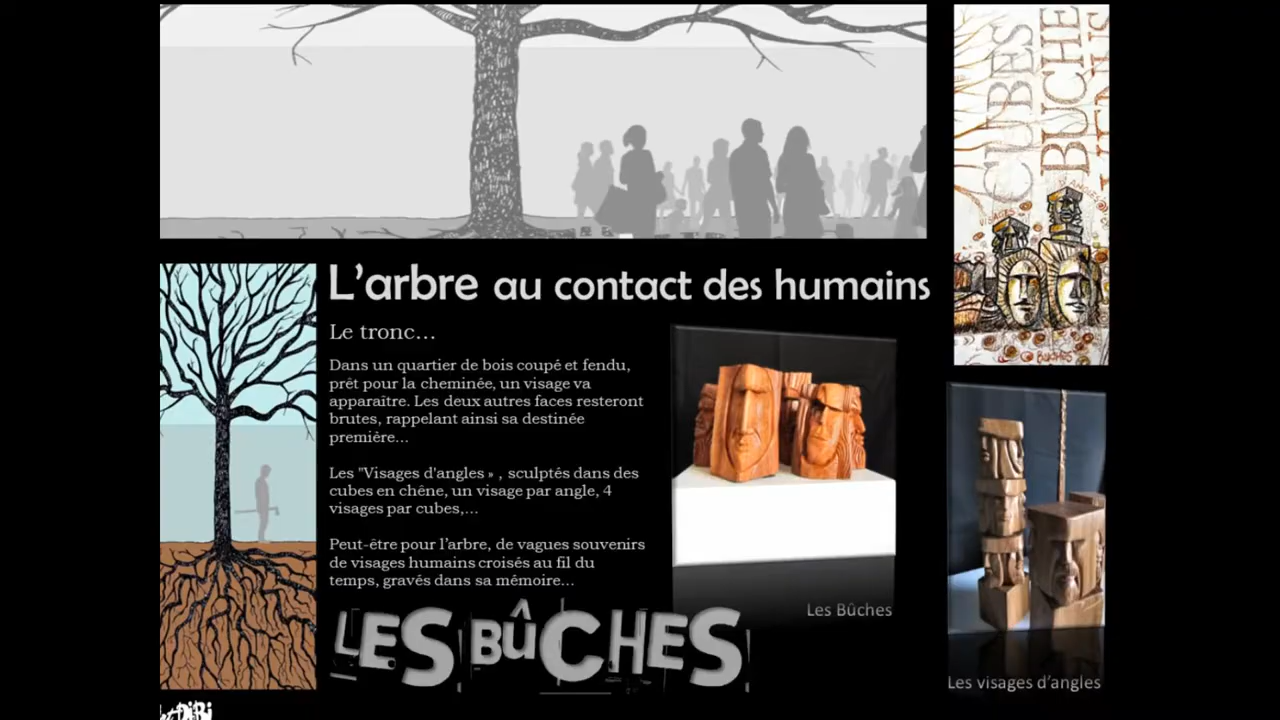 CUBES
BUCHE
VISAGES
ANGLES
BUCHES
L'arbre au contact des humains
Le tronc...
Dans un quartier de bois coupé et fendu,
prêt pour la cheminée, un visage va
apparaître. Les deux autres faces resteront
brutes, rappelant ainsi sa destinée
première...
Les "Visages d'angles » , sculptés dans des
cubes en chêne, un visage par angle, 4
visages par cubes,...
Peut-être pour l'arbre, de vagues souvenirs
de visages humains croisés au fil du
temps, gravés dans sa mémoire...
Les Bûches
LES BÛCHES
Les visages d'angles